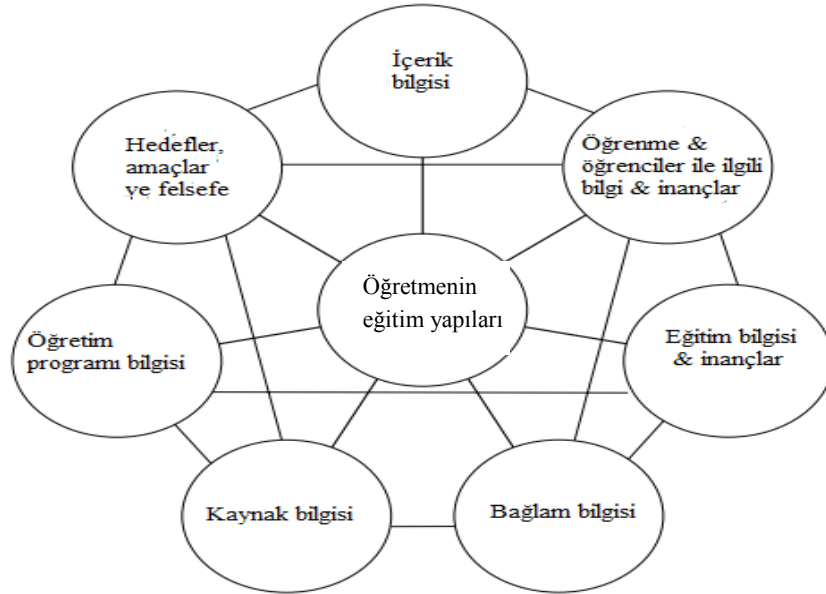 İçerik
bilgisi
Hedefler,
amaçlar
ye felsefe
Öğrenme &
öğrenciler ile ilgili
bilgi & inançlar
Öğretmenin
eğitim yapıları
Öğretim
programı bilgisi
Eğitim bilgisi
& inançlar
Kaynak bilgisi
Bağlam bilgisi